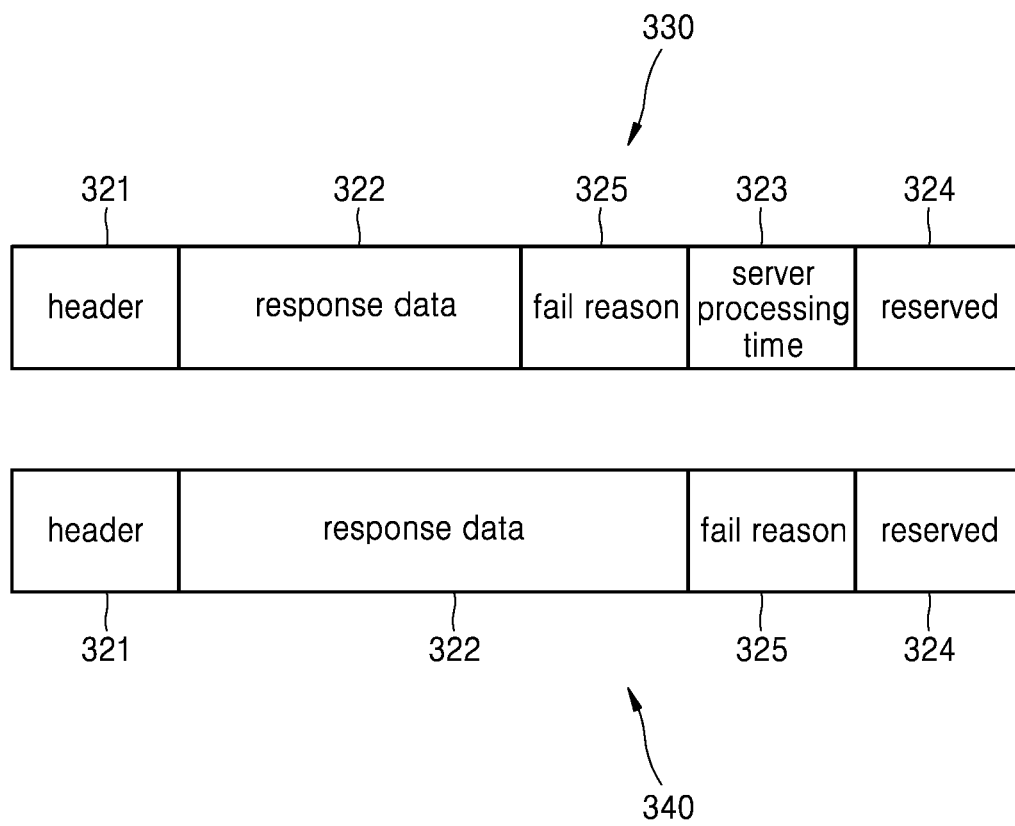 330
321 322 325 323 324
header response data fail reason server processing time reserved
header response data fail reason reserved
321 322 325 324
340